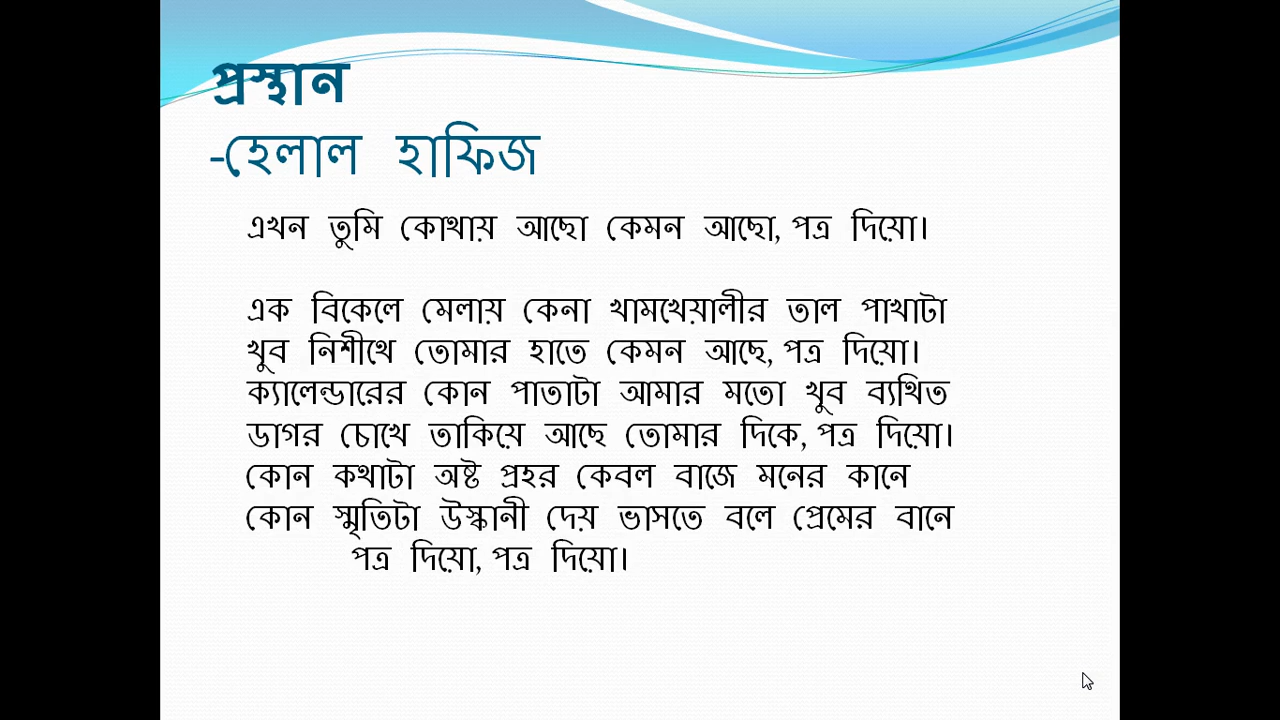 প্রস্থান
-হেলাল হাফিজ
এখন তুমি কোথায় আছো কেমন আছো, পত্র দিয়ো।
এক বিকেলে মেলায় কেনা খামখেয়ালীর তাল পাখাটা
খুব নিশীথে তোমার হাতে কেমন আছে, পত্র দিয়ো।
ক্যালেন্ডারের কোন পাতাটা আমার মতো খুব ব্যথিত
ডাগর চোখে তাকিয়ে আছে তোমার দিকে, পত্র দিয়ো।
কোন কথাটা অষ্ট প্রহর কেবল বাজে মনের কানে
কোন স্মৃতিটা উস্কানী দেয় ভাসতে বলে প্রেমের বানে
পত্র দিয়ো, পত্র দিয়ো।